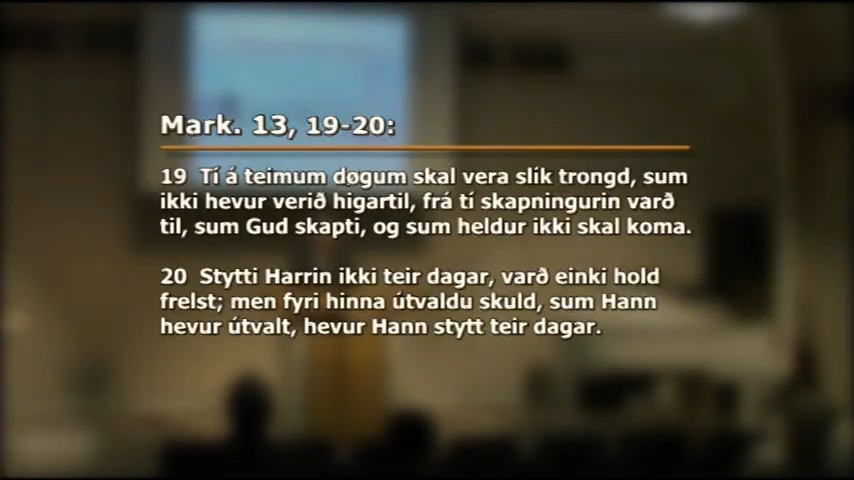 Mark. 13, 19-20:
19 Tí á teimum døgum skal vera slík trongd, sum
ikki hevur verið higartil, frá tí skapningurin varð
til, sum Gud skapti, og sum heldur ikki skal koma.
20 Stytti Harrin ikki teir dagar, varð einki hold
frelst; men fyri hinna útvaldu skuld, sum Hann
hevur útvalt, hevur Hann stytt teir dagar.